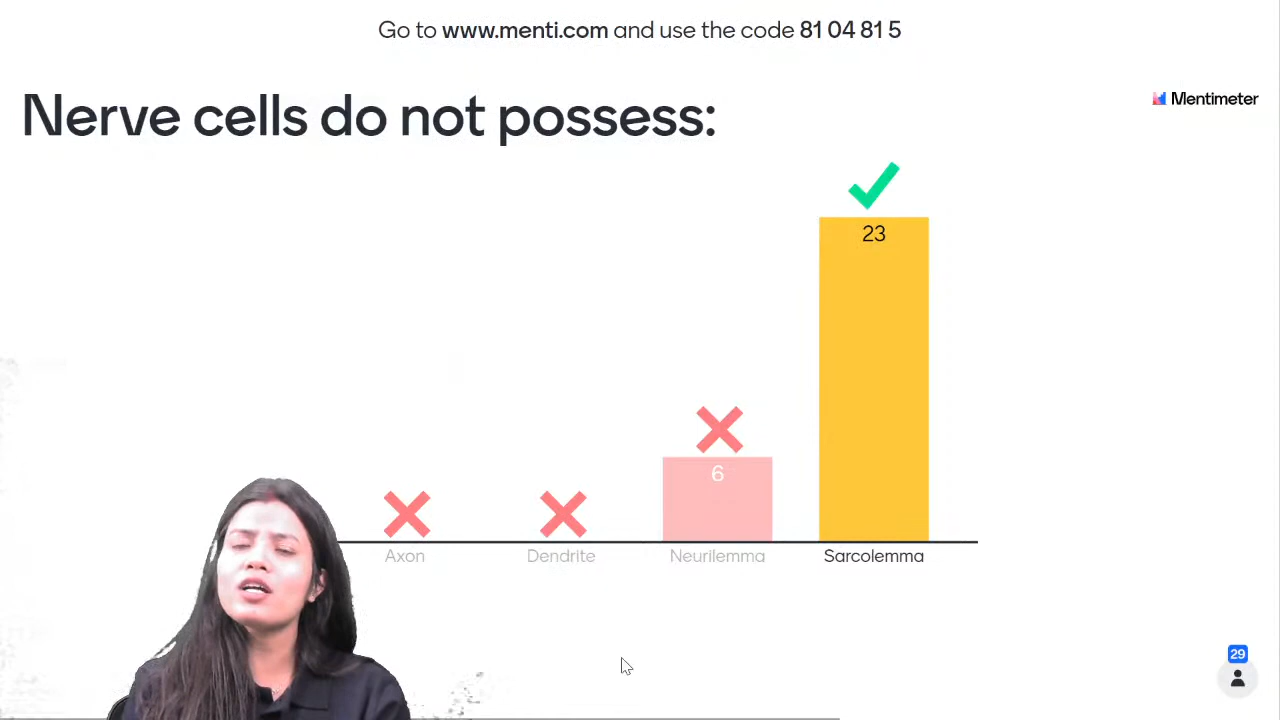 Go to www.menti.com and use the code 81 04 81 5
Mentimeter
Nerve cells do not possess:
23
6
Axon
Dendrite
Neurilemma
Sarcolemma
29